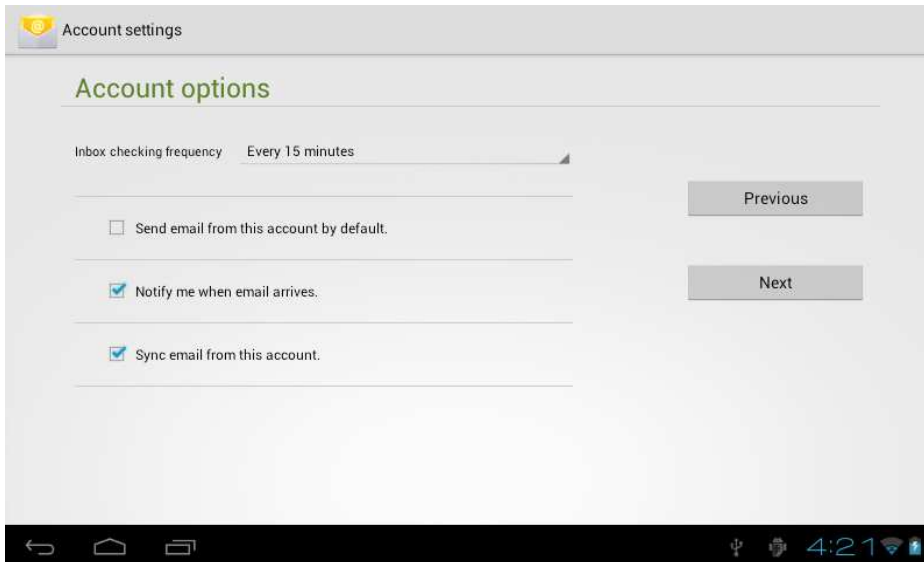 Account settings
Account options
Inbox checking frequency Every 15 minutes
Previous
Send email from this account by default.
Next
Notify me when email arrives.
Sync email from this account.
4:21